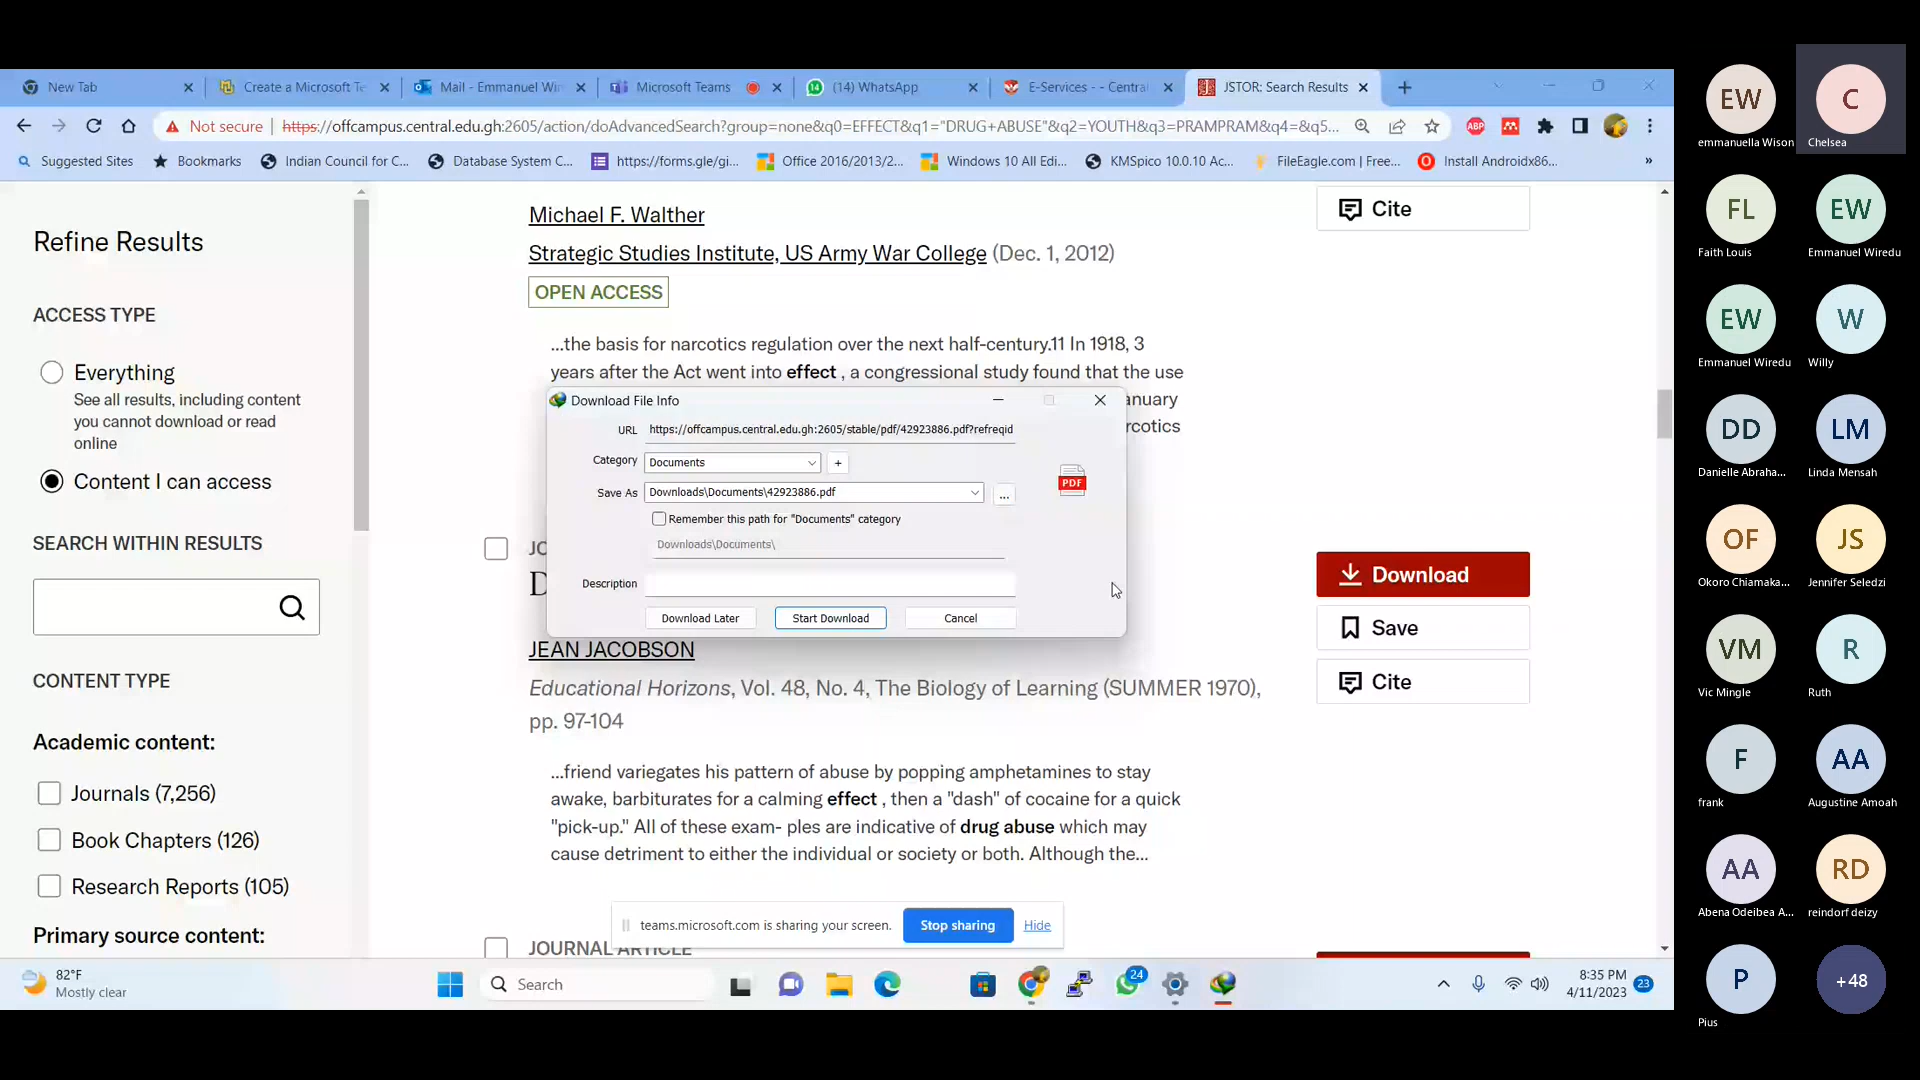 New Tab
Create a Microsoft Te
Mail - Emmanuel Wir
Microsoft Teams
(14) WhatsApp
E-Services - - Central
JSTOR: Search Results
Not secure
https://offcampus.central.edu.gh:2605/action/doAdvancedSearch?group=none&q0=EFFECT&q1="DRUG+ABUSE"&q2=YOUTH&q3=PRAMPRAM&q4=&q5...
ABP
Suggested Sites
Bookmarks
Indian Council for C...
Database System C...
https://forms.gle/gi...
Office 2016/2013/2...
Windows 10 All Edi...
KMSpico 10.0.10 Ac...
FileEagle.com | Free...
Install Androidx86...
»
Refine Results
ACCESS TYPE
Everything
See all results, including content
you cannot download or read
online
Content I can access
SEARCH WITHIN RESULTS
CONTENT TYPE
Academic content:
Journals (7,256)
Book Chapters (126)
Research Reports (105)
Primary source content:
Michael F. Walther
Strategic Studies Institute, US Army War College (Dec. 1, 2012)
OPEN ACCESS
...the basis for narcotics regulation over the next half-century.11 In 1918, 3
years after the Act went into effect , a congressional study found that the use
anuary
rcotics
Cite
Download File Info
URL
https://offcampus.central.edu.gh:2605/stable/pdf/42923886.pdf?refreqid
Category
Documents
+
Save As
Downloads\Documents\42923886.pdf
...
PDF
Remember this path for "Documents" category
Downloads\Documents\
Description
Download Later
Start Download
Cancel
JO
D
JEAN JACOBSON
Educational Horizons, Vol. 48, No. 4, The Biology of Learning (SUMMER 1970),
pp. 97-104
...friend variegates his pattern of abuse by popping amphetamines to stay
awake, barbiturates for a calming effect , then a "dash" of cocaine for a quick
"pick-up." All of these exam- ples are indicative of drug abuse which may
cause detriment to either the individual or society or both. Although the...
Download
Save
Cite
teams.microsoft.com is sharing your screen.
Stop sharing
Hide
JOURNAL ARTICLE
82°F
Mostly clear
Search
24
8:35 PM
4/11/2023
23
EW
emmanuella Wison
C
Chelsea
FL
Faith Louis
EW
Emmanuel Wiredu
EW
Emmanuel Wiredu
W
Willy
DD
Danielle Abraha...
LM
Linda Mensah
OF
Okoro Chiamaka...
JS
Jennifer Seledzi
VM
Vic Mingle
R
Ruth
F
frank
AA
Augustine Amoah
AA
Abena Odeibea A...
RD
reindorf deizy
P
Pius
+48